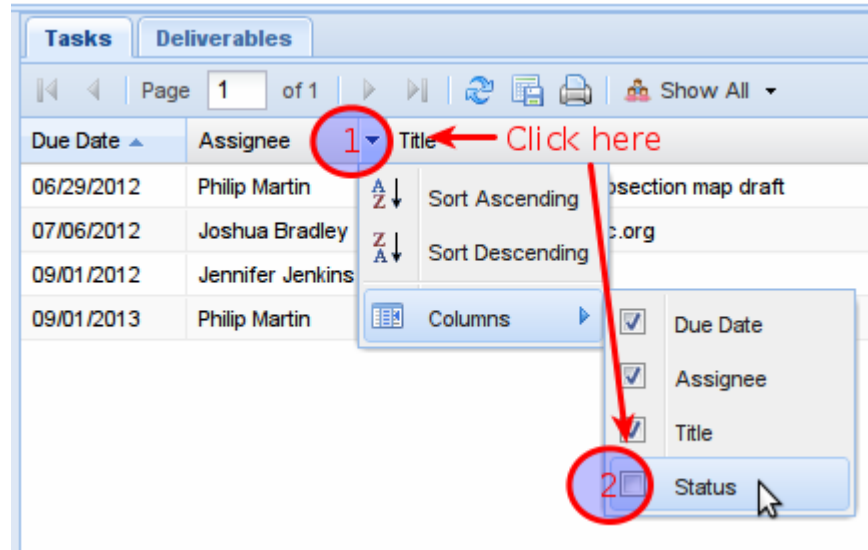 Tasks Deliverables
Page 1 of 1 Show All
Due Date Assignee 1 Title Click here
06/29/2012 Philip Martin section map draft
07/06/2012 Joshua Bradley c.org
09/01/2012 Jennifer Jenkins
09/01/2013 Philip Martin
A Z Sort Ascending
Z A Sort Descending
Columns
Due Date
Assignee
Title
2 Status